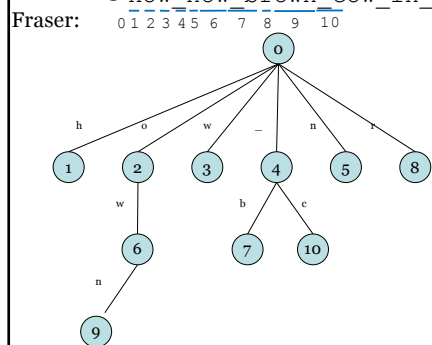 how_now_brown_cow_in_
Fraser: 0 1 2 3 4 5 6 7 8 9 10
0
h o w _ n r
1 2 3 4 5 8
w b c
6 7 10
n
9